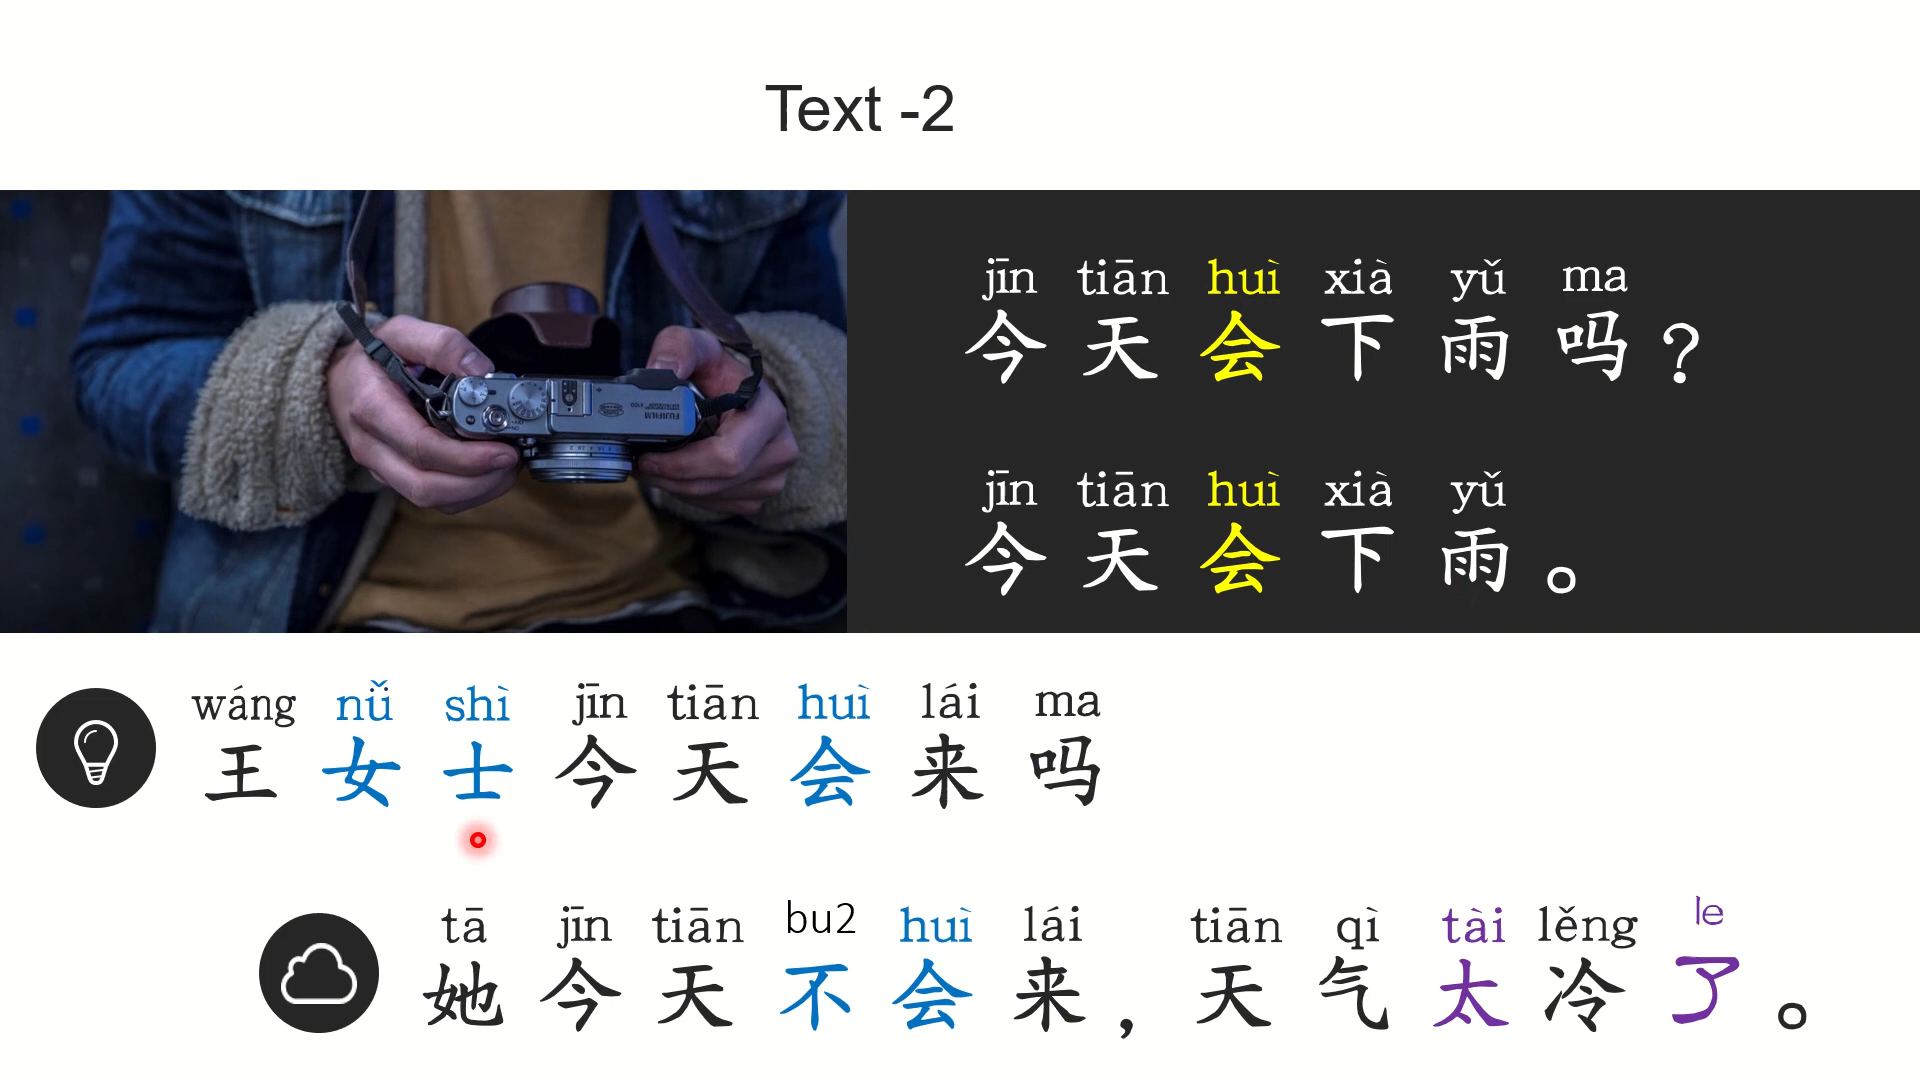 Text -2
jīn tiān huì xià yǔ ma
今天会下雨吗？
jīn tiān huì xià yǔ
今天会下雨。
wáng nǚ shì jīn tiān huì lái ma
王女士今天会来吗
tā jīn tiān bu2 huì lái tiān qì tài lěng le
她今天不会来，天气太冷了。
FUJIFILM
X100